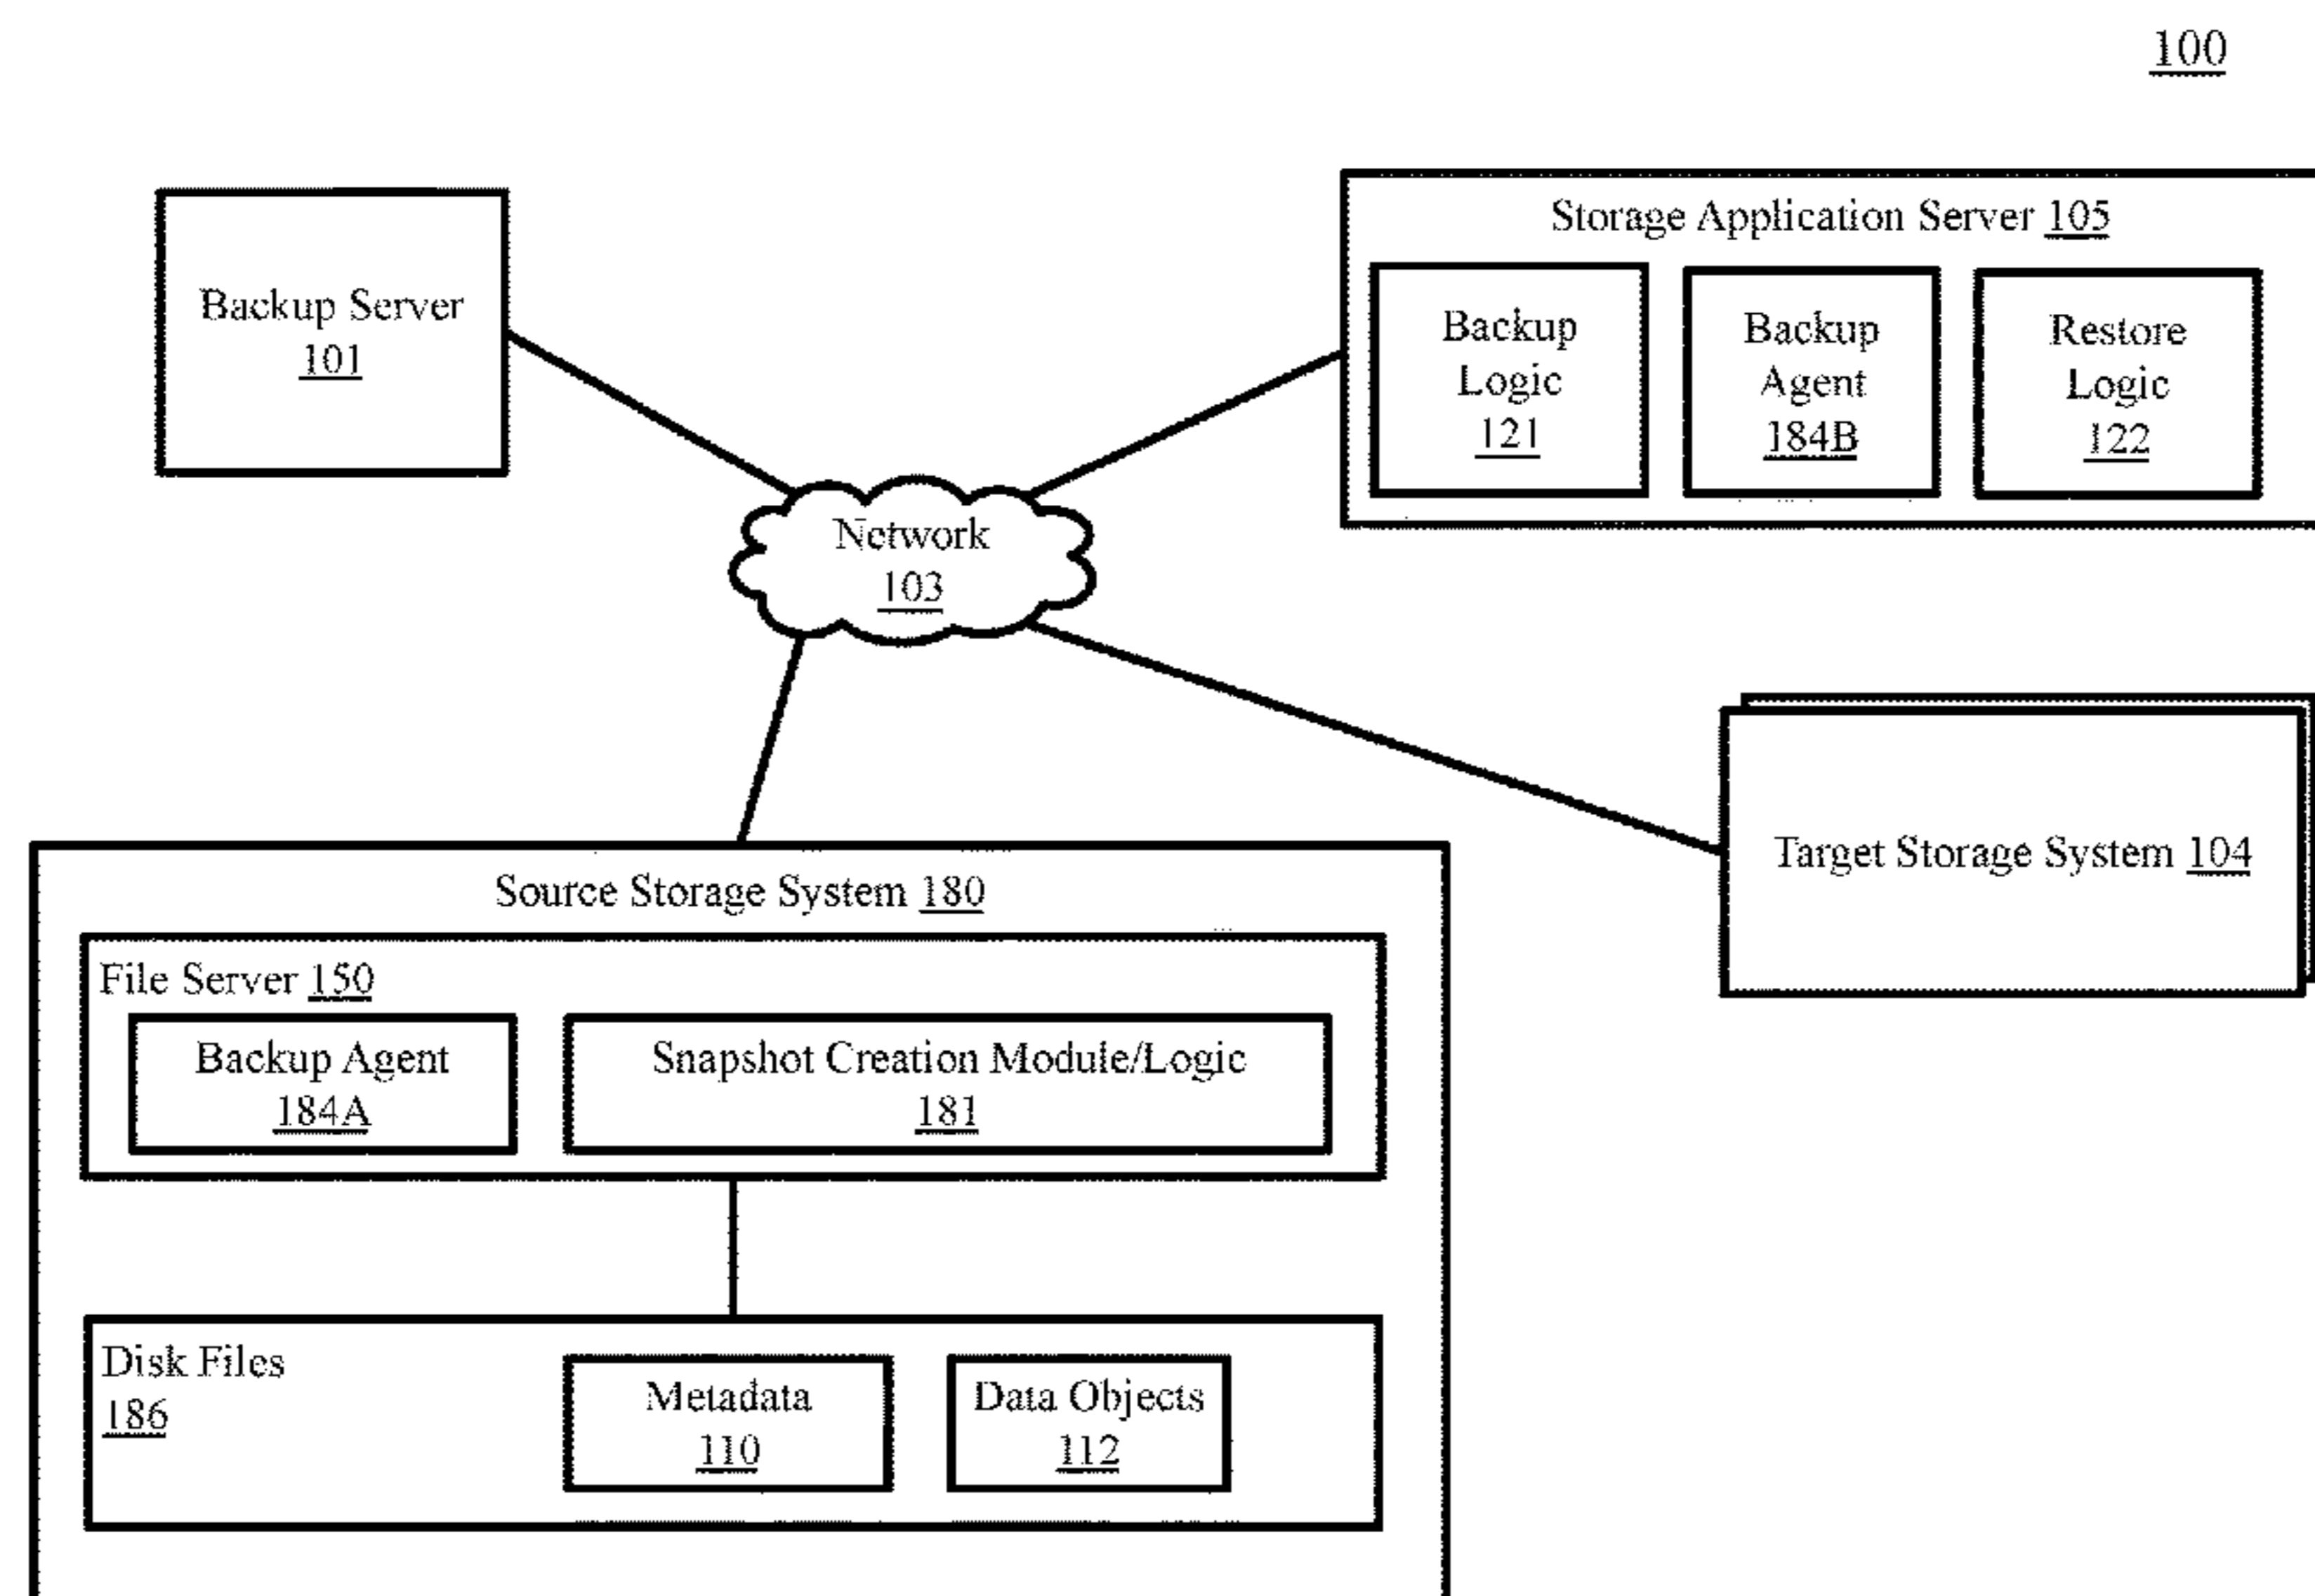 100
Backup Server
101
Storage Application Server 105
Backup
Logic
121
Backup
Agent
184B
Restore
Logic
122
Network
103
Target Storage System 104
Source Storage System 180
File Server 150
Backup Agent
184A
Snapshot Creation Module/Logic
181
Disk Files
186
Metadata
110
Data Objects
112